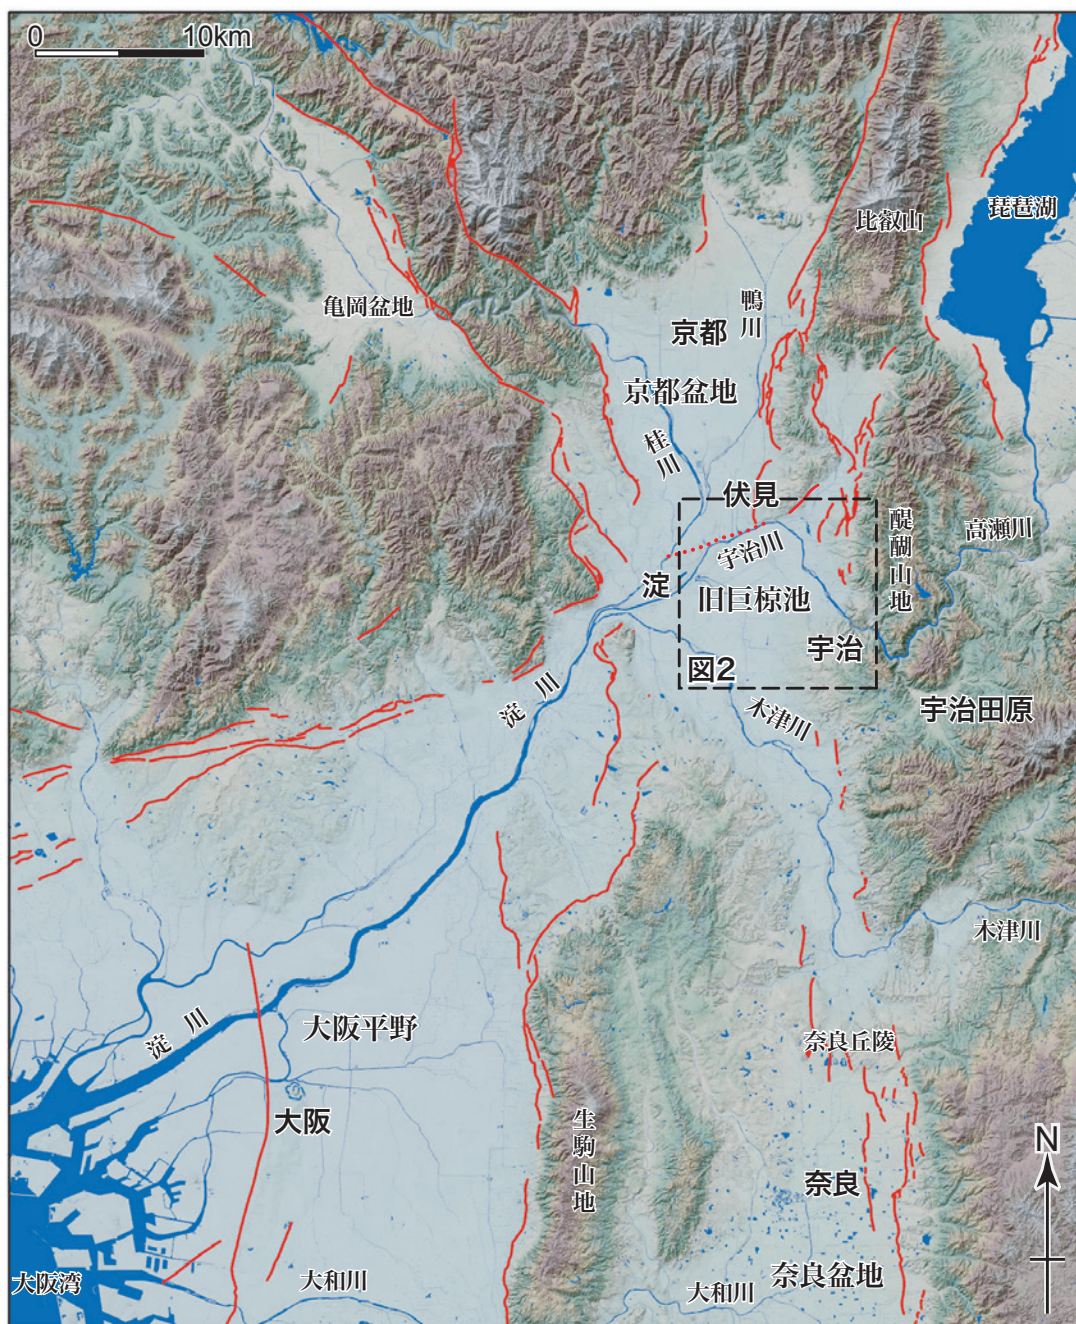 0 10km
琵琶湖
比叡山
亀岡盆地
鴨川
京都
京都盆地
桂川
伏見
醍醐山地
高瀬川
宇治川
淀
旧巨椋池
宇治
図2
淀川
木津川
宇治田原
木津川
淀川
大阪平野
奈良丘陵
大阪
生駒山地
N
奈良
大阪湾
大和川
奈良盆地
大和川